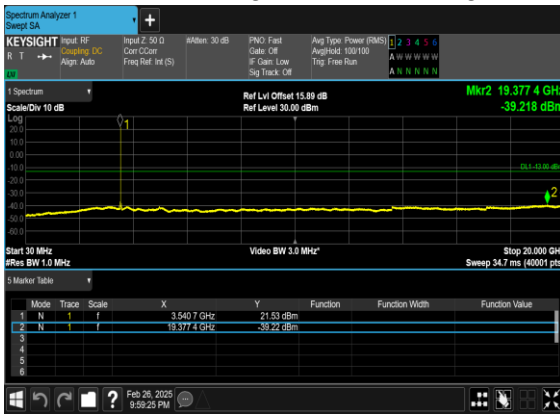 Spectrum Analyzer 1
Swept SA
+
KEYSIGHT Input: RF Input Z: 50 Ω #Atten: 30 dB PNO: Fast Avg Type: Power (RMS) 1 2 3 4 5 6
R T Coupling: DC Corr CCorr Gate: Off Avg|Hold: 100/100 A W W W W W
Align: Auto Freq Ref: Int (S) IF Gain: Low Trig: Free Run
Sig Track: Off A N N N N N
1 Spectrum Ref Lvl Offset 15.89 dB Mkr2 19.377 4 GHz
Scale/Div 10 dB Ref Level 30.00 dBm -39.218 dBm
Log
20.0
10.0
0.00
-10.0
-20.0
-30.0
-40.0
-50.0
-60.0
1
DL1 -13.00 dBm
2
Start 30 MHz Video BW 3.0 MHz* Stop 20.000 GHz
#Res BW 1.0 MHz Sweep 34.7 ms (40001 pts)
5 Marker Table
Mode Trace Scale X Y Function Function Width Function Value
1 N 1 f 3.540 7 GHz 21.53 dBm
2 N 1 f 19.377 4 GHz -39.22 dBm
3
4
5
6
? Feb 26, 2025
9:59:25 PM